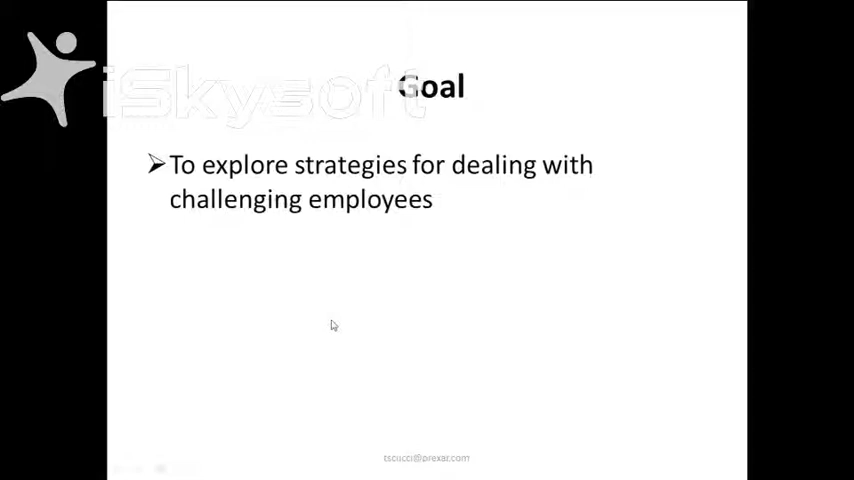 iSkysoft
Goal
➢To explore strategies for dealing with
challenging employees
tscucci@prexar.com